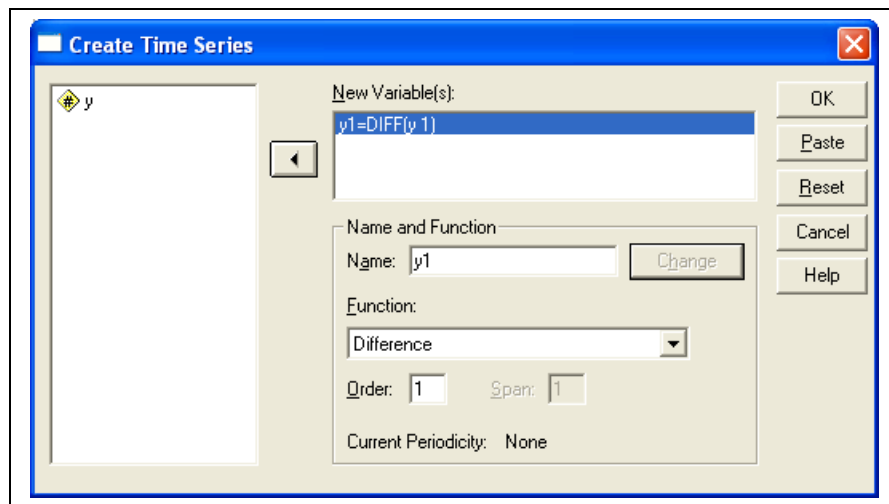 Create Time Series
# y
New Variable(s):
y1=DIFF(y 1)
Name and Function
Name: y1
Change
Function:
Difference
Order: 1
Span: 1
Current Periodicity: None
OK
Paste
Reset
Cancel
Help